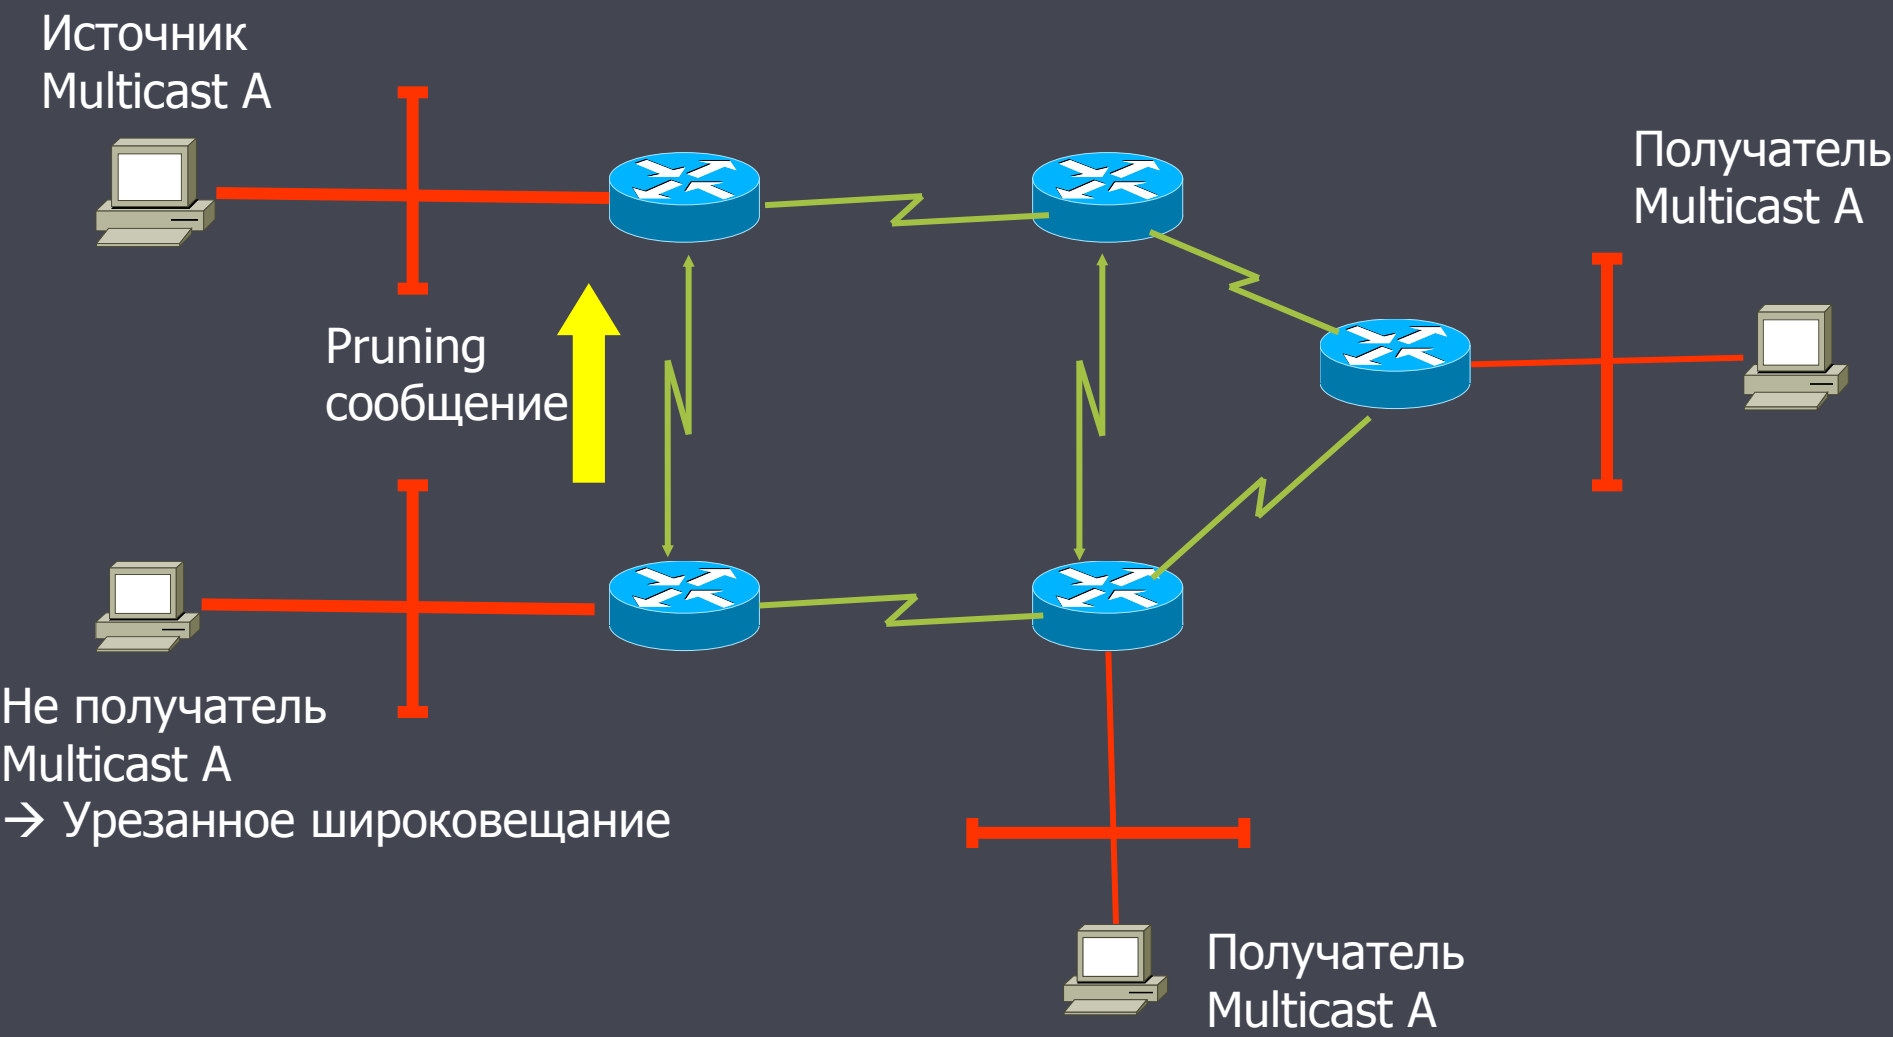 Источник
Multicast A
Получатель
Multicast A
Pruning
сообщение
Не получатель
Multicast A
→ Урезанное широковещание
Получатель
Multicast A